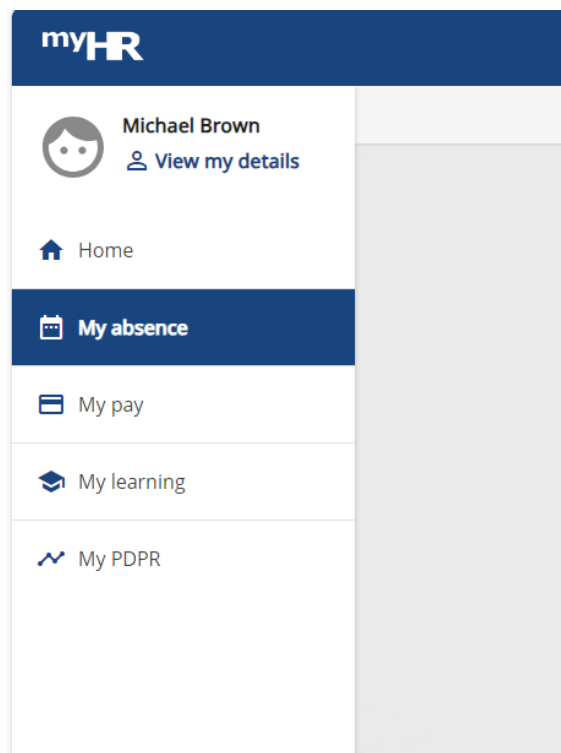 myHR
Michael Brown
View my details
Home
My absence
My pay
My learning
My PDPR